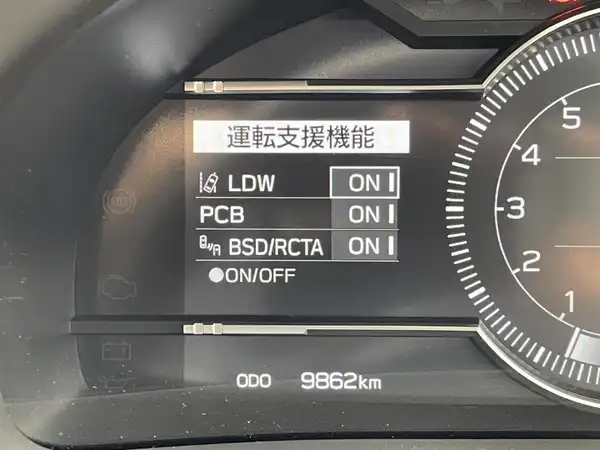 運転支援機能
LDW ON
PCB ON
BSD/RCTA ON
●ON/OFF
ODO 9862km
5
4
3
2
1